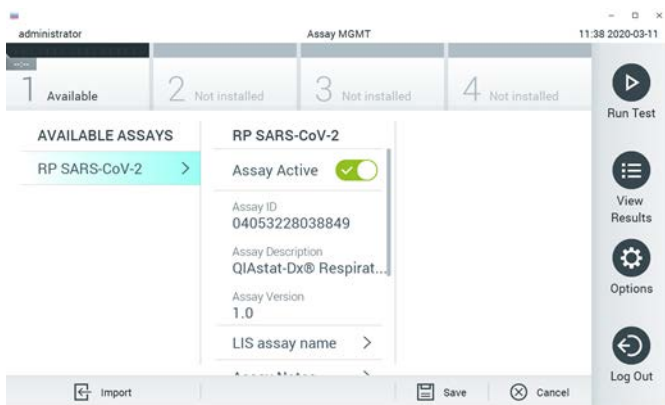 administrator
Assay MGMT
11:38 2020-03-11
1 Available
2 Not installed
3 Not installed
4 Not installed
Run Test
View
Results
Options
Log Out
AVAILABLE ASSAYS
RP SARS-CoV-2
RP SARS-CoV-2
Assay Active
Assay ID
04053228038849
Assay Description
QIAstat-Dx® Respirat...
Assay Version
1.0
LIS assay name
Import
Save
Cancel